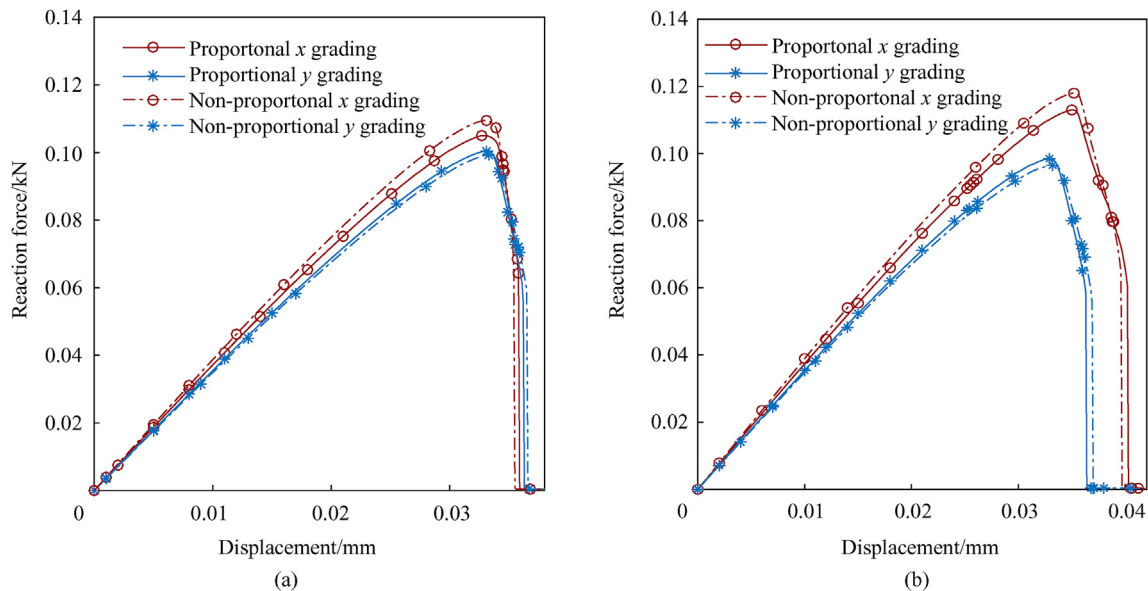 0.14
0.12
0.10
0.08
0.06
0.04
0.02
0
0.01
0.02
0.03
Reaction force/kN
Displacement/mm
Proportonal x grading
Proportional y grading
Non-proportonal x grading
Non-proportional y grading
(a)
0.14
0.12
0.10
0.08
0.06
0.04
0.02
0
0.01
0.02
0.03
0.04
Reaction force/kN
Displacement/mm
Proportonal x grading
Proportional y grading
Non-proportonal x grading
Non-proportional y grading
(b)